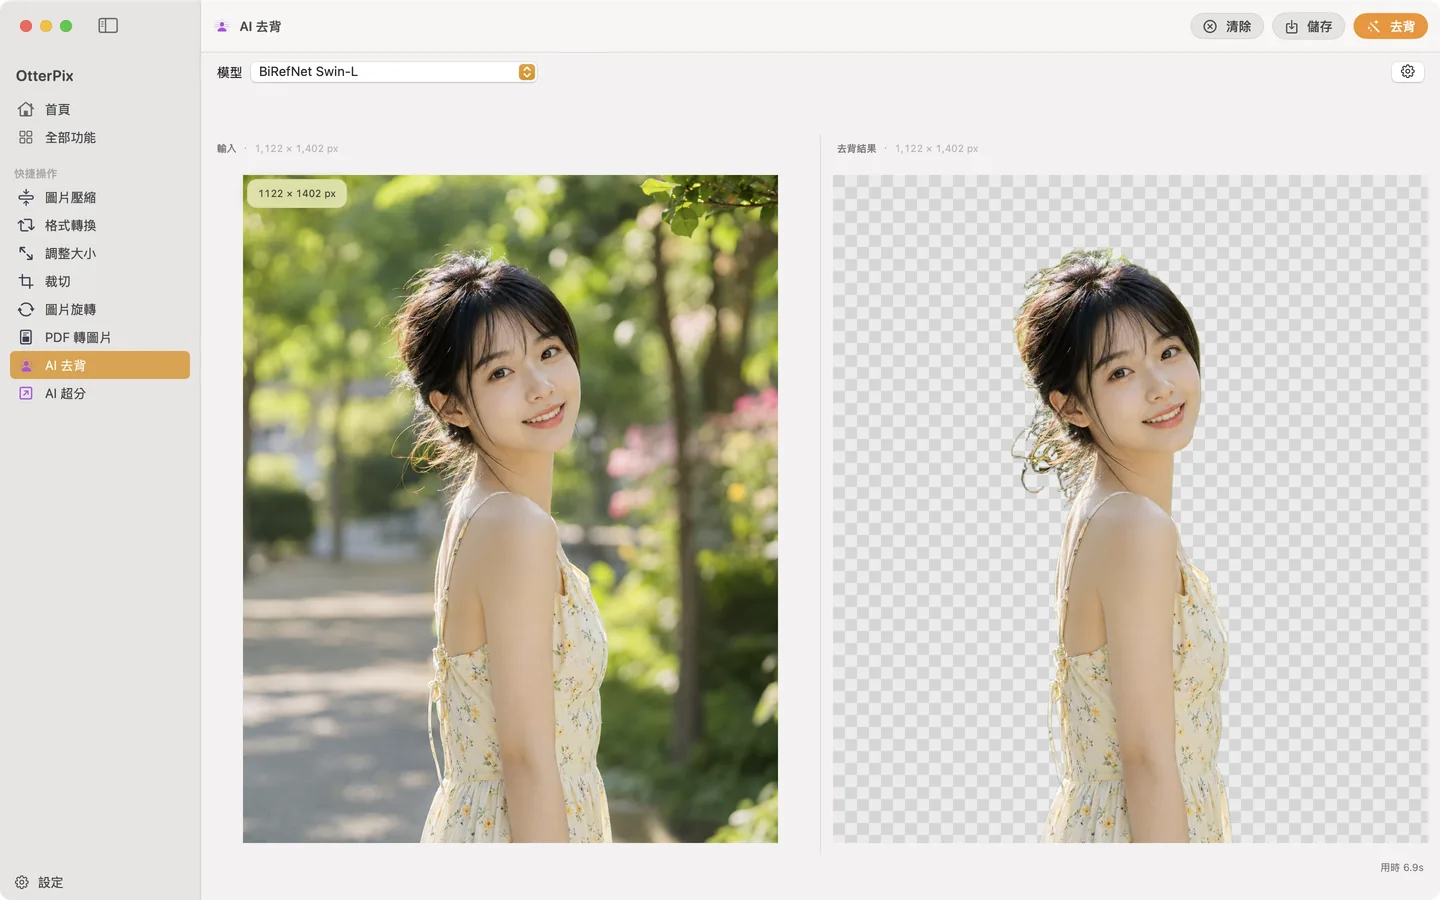 OtterPix
首頁
全部功能
快捷操作
圖片壓縮
格式轉換
調整大小
裁切
圖片旋轉
PDF 轉圖片
AI 去背
AI 超分
設定
AI 去背
清除
儲存
去背
模型
BiRefNet Swin-L
輸入 · 1,122 × 1,402 px
1122 × 1402 px
去背結果 · 1,122 × 1,402 px
用時 6.9s